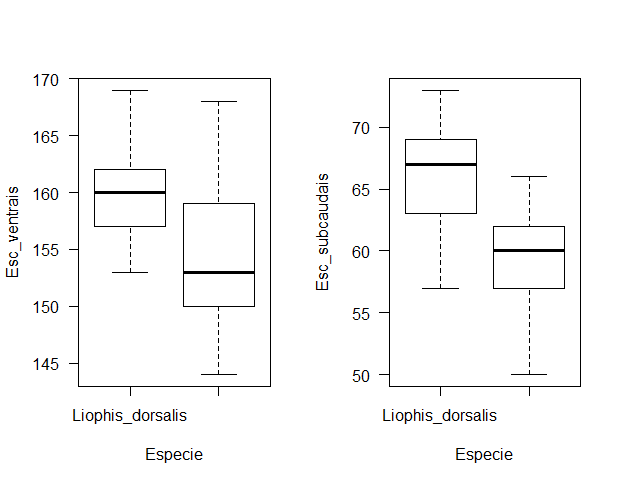 170
165
160
155
150
145
Esc_ventrais
Liophis_dorsalis
Especie
70
65
60
55
50
Esc_subcaudais
Liophis_dorsalis
Especie